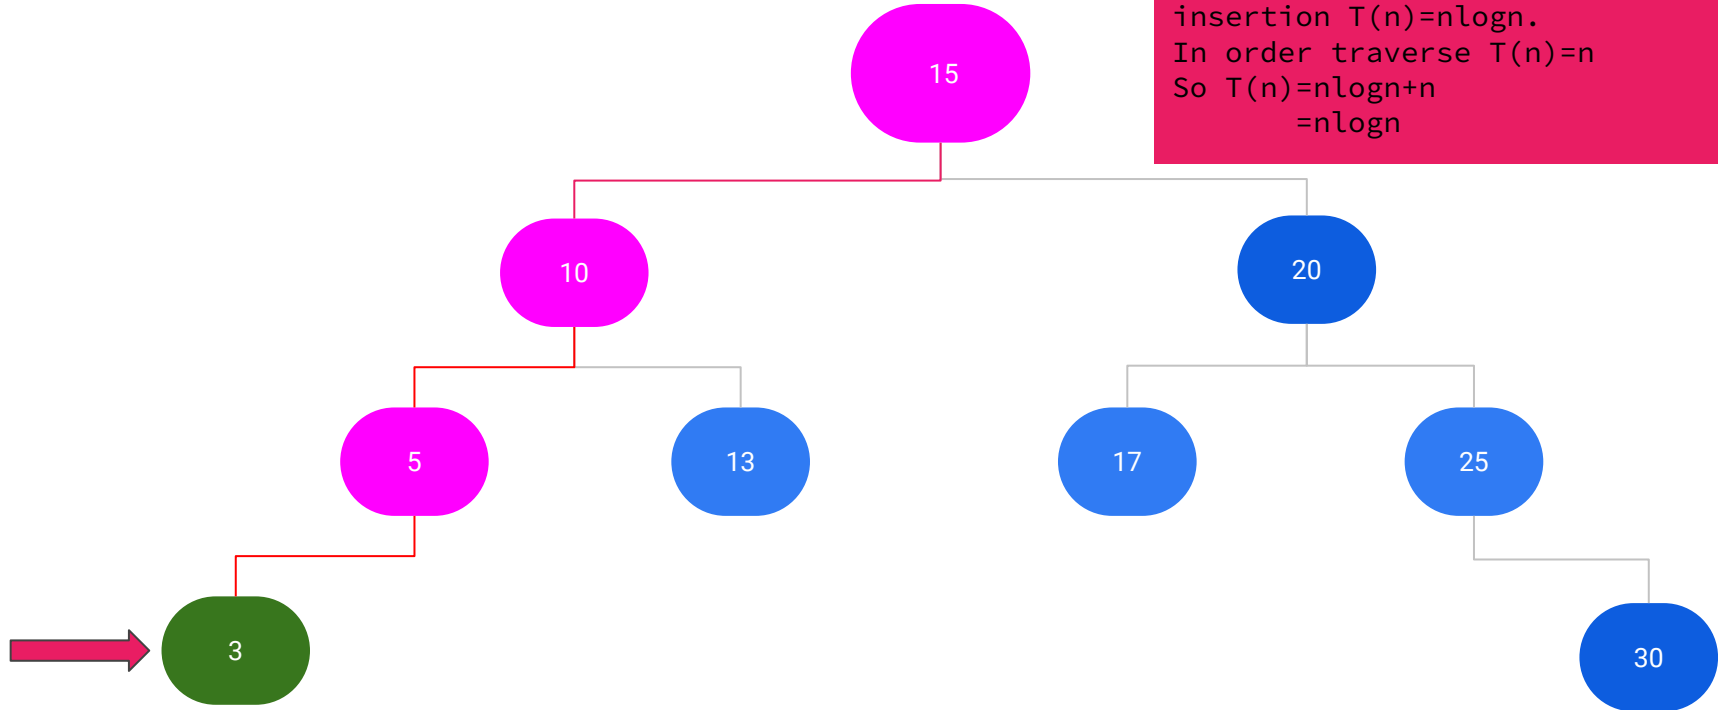 insertion T(n)=nlogn.
In order traverse T(n)=n
So T(n)=nlogn+n
=nlogn
15
10
20
5
13
17
25
3
30